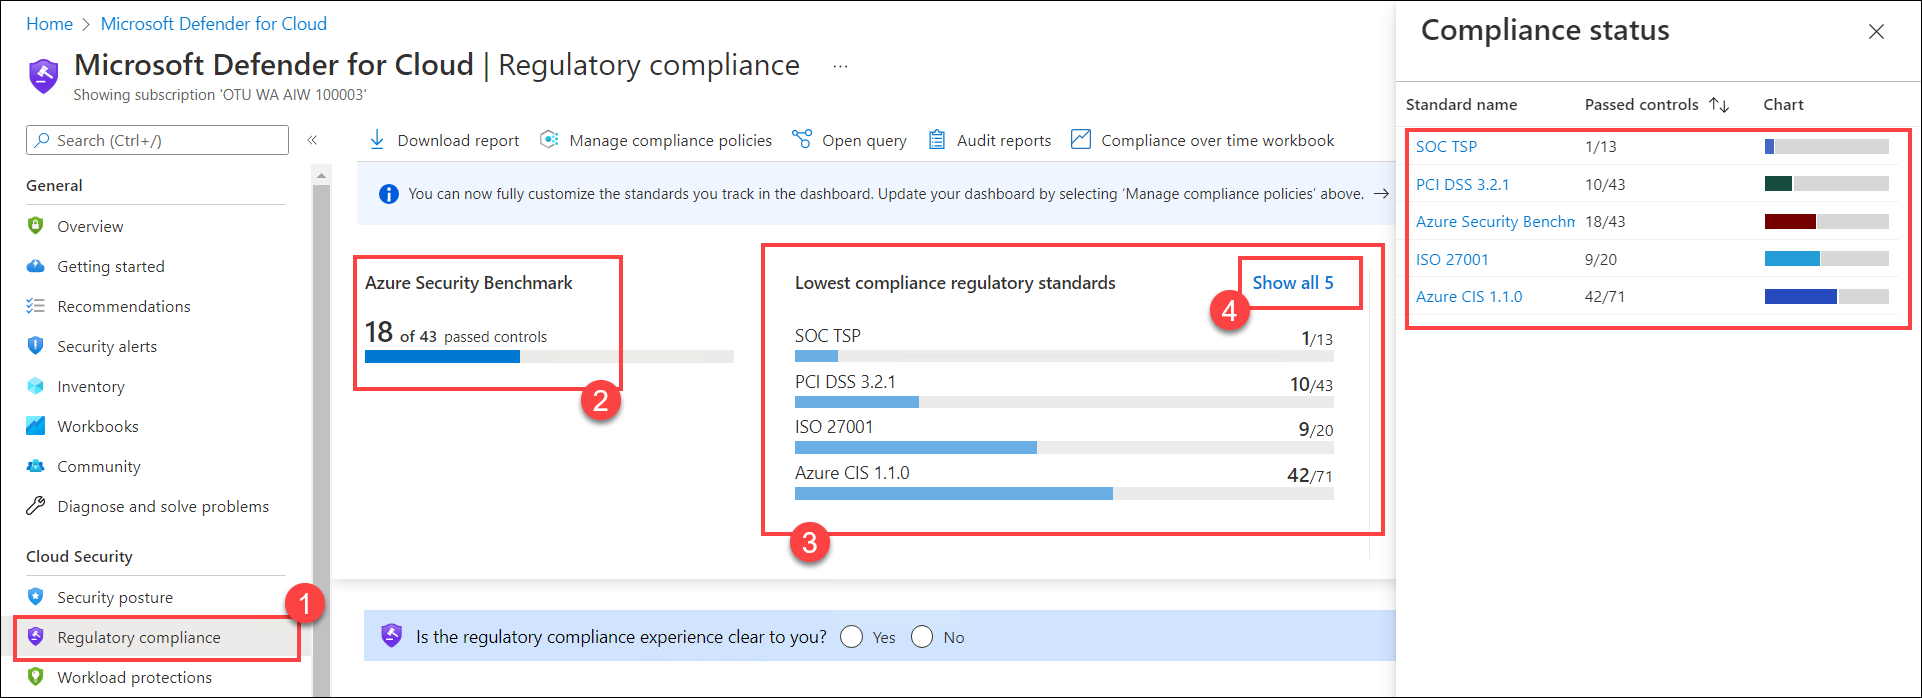 Home > Microsoft Defender for Cloud
Microsoft Defender for Cloud | Regulatory compliance ...
Showing subscription 'OTU WA AIW 100003'
Search (Ctrl+/)
«
General
Overview
Getting started
Recommendations
Security alerts
Inventory
Workbooks
Community
Diagnose and solve problems
Cloud Security
Security posture
1
Regulatory compliance
Workload protections
Download report
Manage compliance policies
Open query
Audit reports
Compliance over time workbook
You can now fully customize the standards you track in the dashboard. Update your dashboard by selecting ‘Manage compliance policies’ above. →
Azure Security Benchmark
18 of 43 passed controls
2
Lowest compliance regulatory standards
Show all 5
4
SOC TSP 1/13
PCI DSS 3.2.1 10/43
ISO 27001 9/20
Azure CIS 1.1.0 42/71
3
Is the regulatory compliance experience clear to you? Yes No
Compliance status
Standard name Passed controls ↑↓ Chart
SOC TSP 1/13
PCI DSS 3.2.1 10/43
Azure Security Benchm 18/43
ISO 27001 9/20
Azure CIS 1.1.0 42/71